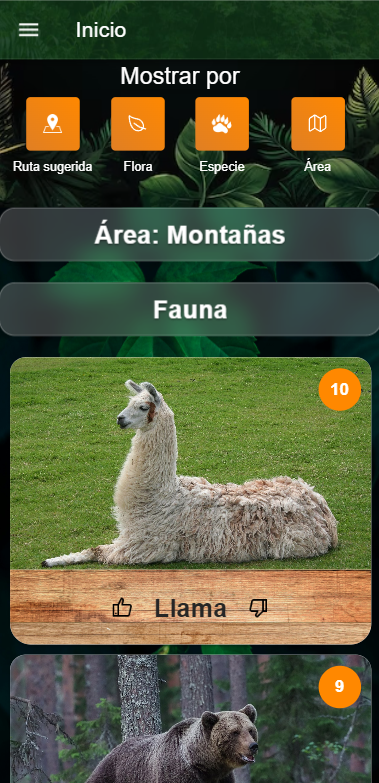 Inicio
Mostrar por
Ruta sugerida Flora Especie Área
Área: Montañas
Fauna
10
Llama
9